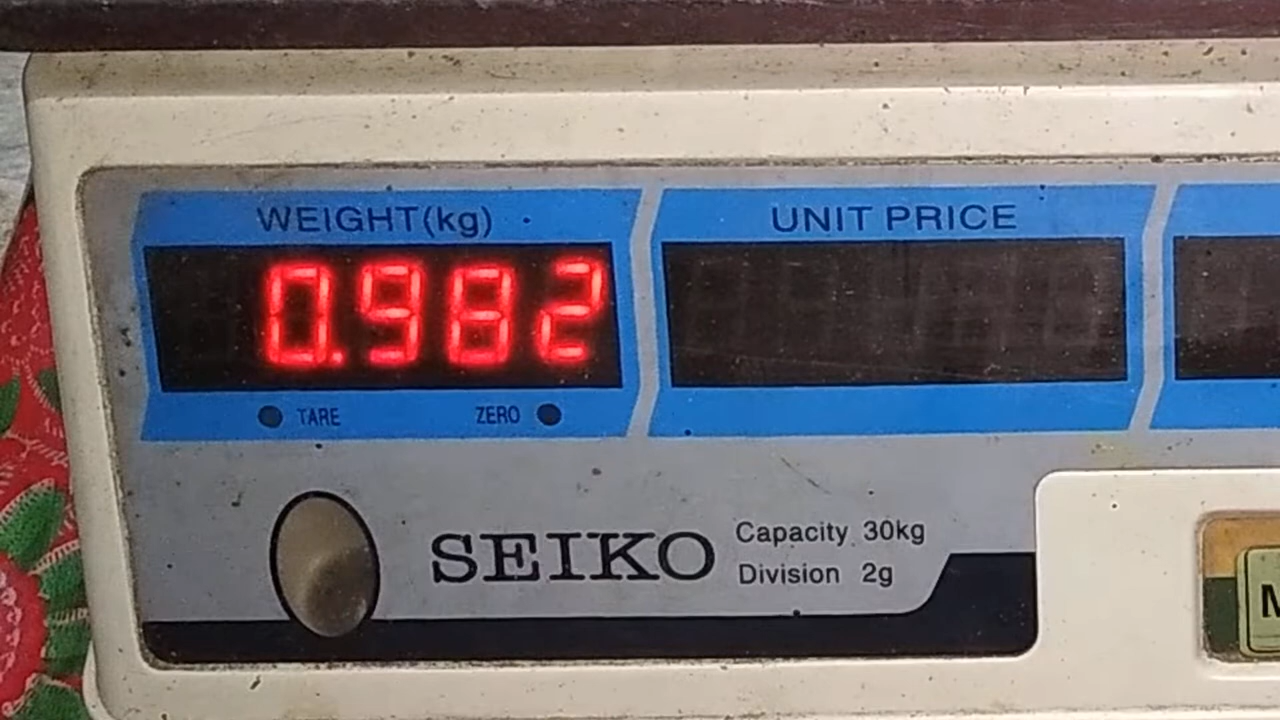 WEIGHT(kg)
UNIT PRICE
0.982
TARE
ZERO
SEIKO
Capacity 30kg
Division 2g
M